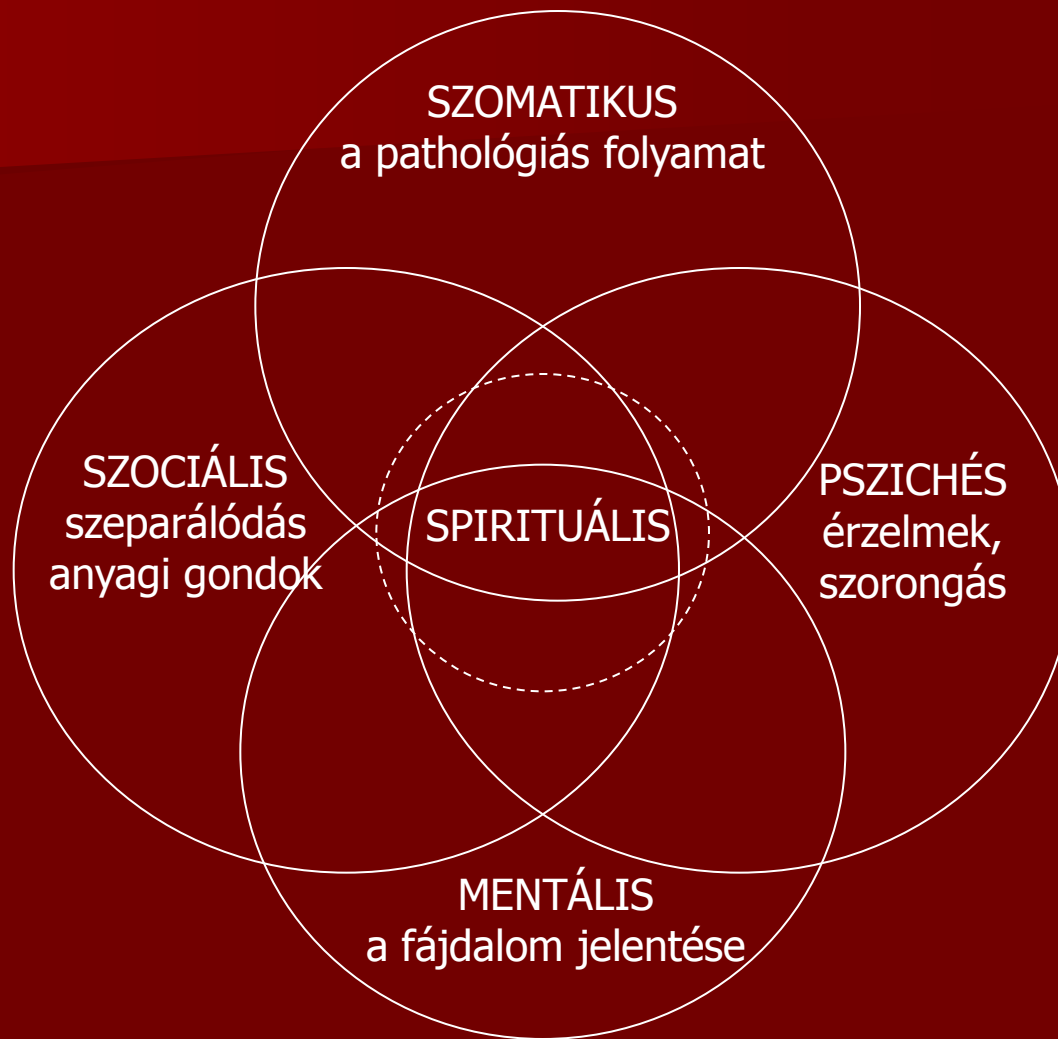 SZOMATIKUS
a pathológiás folyamat
SZOCIÁLIS
szeparálódás
anyagi gondok
SPIRITUÁLIS
PSZICHÉS
érzelmek,
szorongás
MENTÁLIS
a fájdalom jelentése